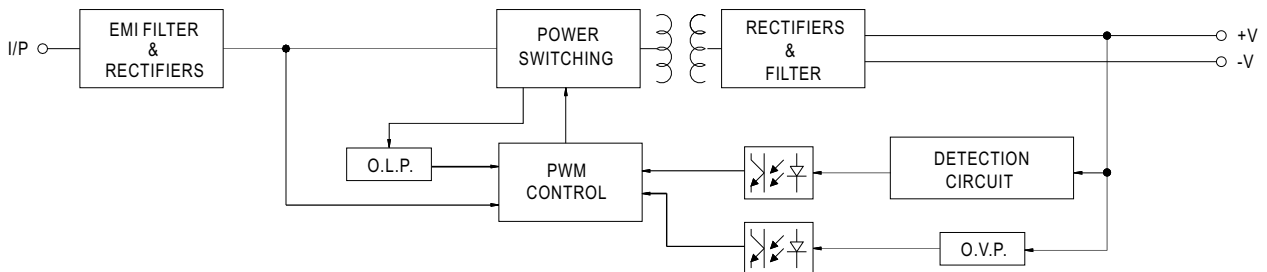 I/P
EMI FILTER
&
RECTIFIERS
POWER
SWITCHING
RECTIFIERS
&
FILTER
+V
-V
O.L.P.
PWM
CONTROL
DETECTION
CIRCUIT
O.V.P.